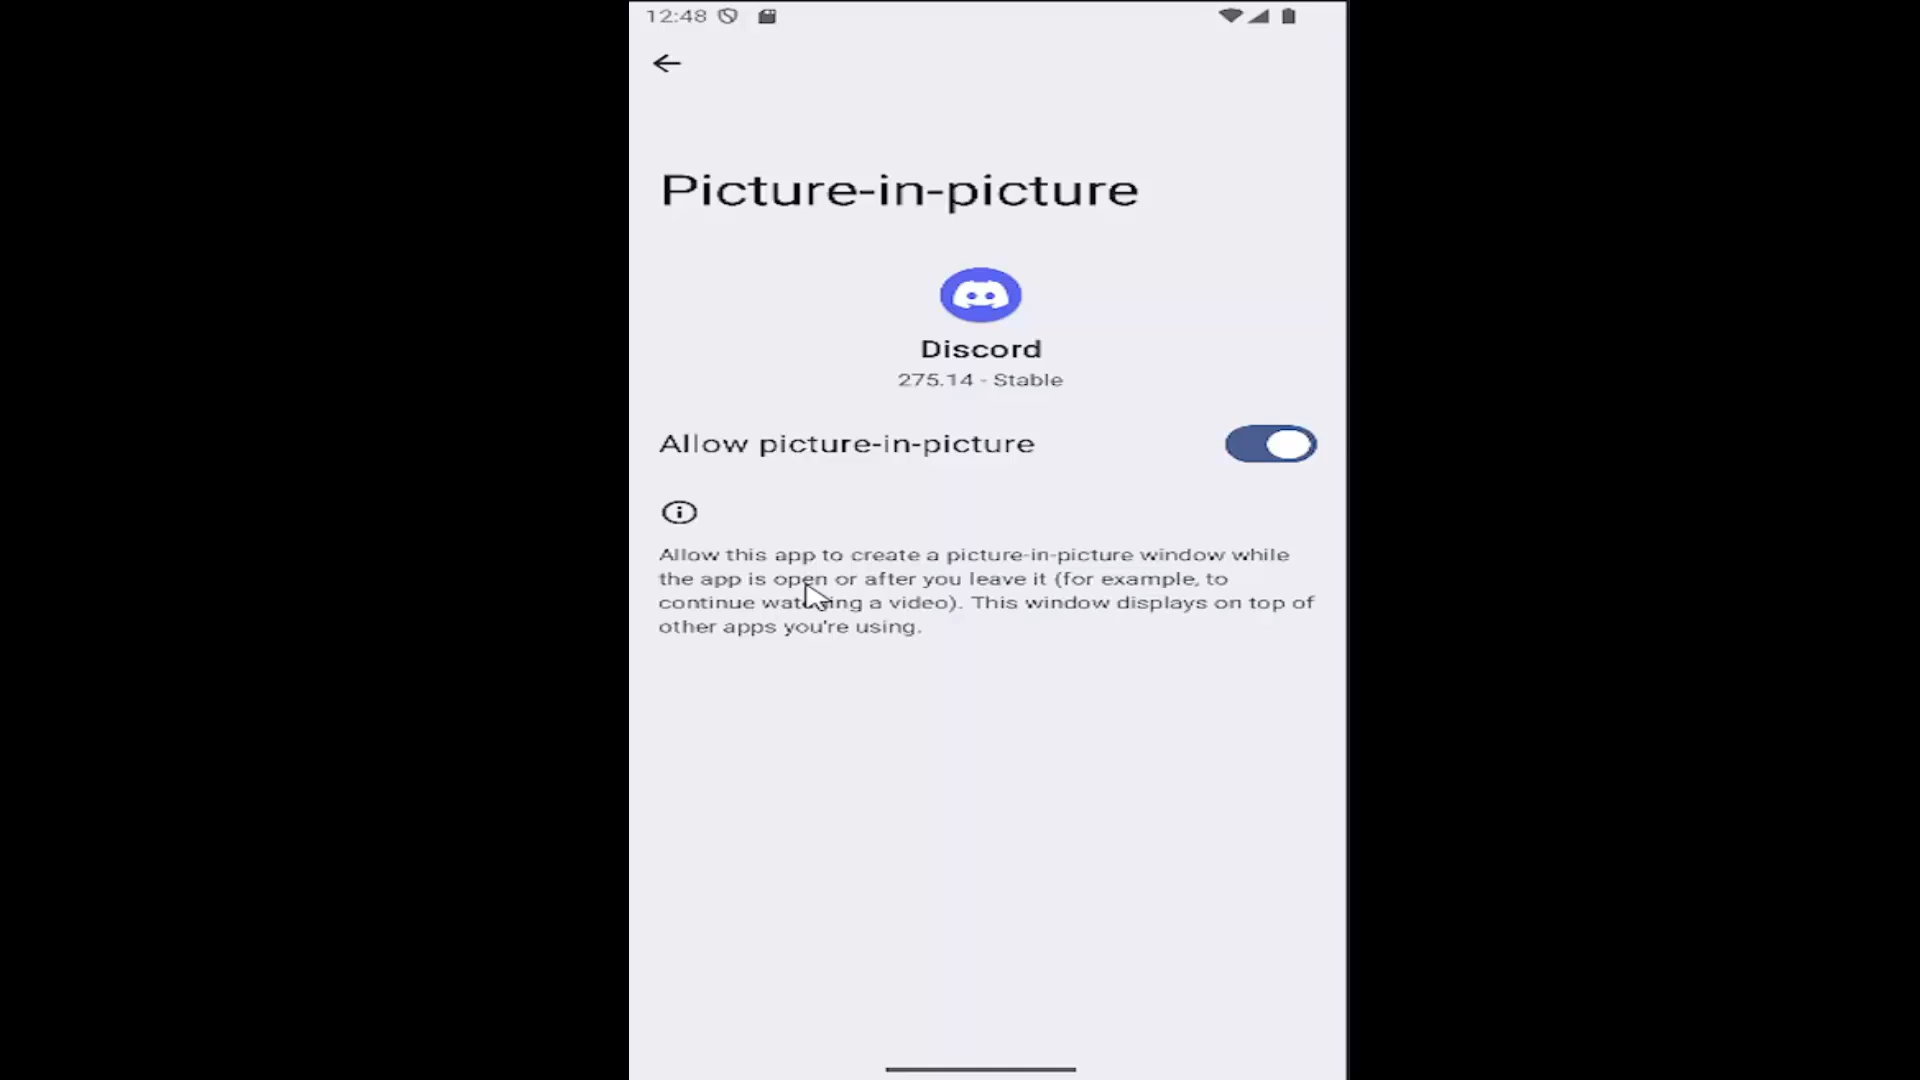 12:48
Picture-in-picture
Discord
275.14 - Stable
Allow picture-in-picture
Allow this app to create a picture-in-picture window while
the app is open or after you leave it (for example, to
continue watching a video). This window displays on top of
other apps you're using.